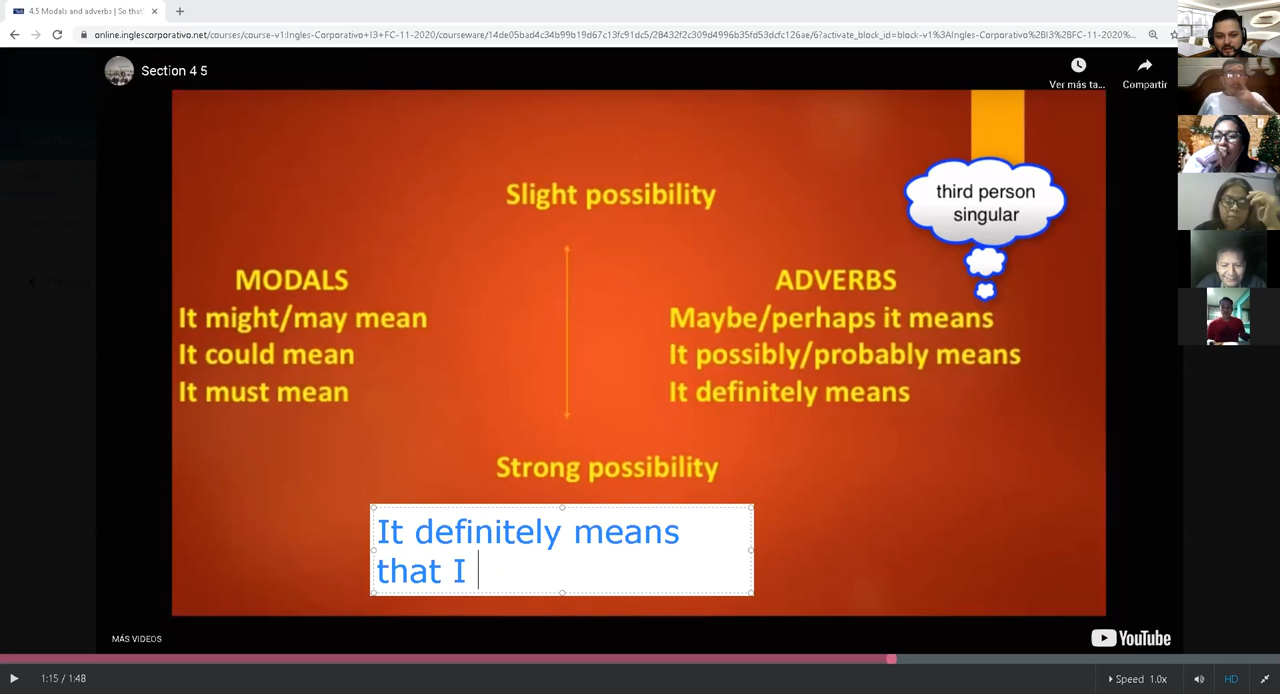 4.5 Modals and adverbs | So that'
online.inglescorporativo.net/courses/course-v1:Ingles-Corporativo+I3+FC-11-2020/courseware/14de05bad4c34b99b19d67c13fc91dc5/28432f2c309d4996b35fd53dcfc126ae/6?activate_block_id=block-v1%3AIngles-Corporativo%2BI3%2BFC-11-2020%...
Section 4 5
Ver más ta...
Compartir
third person
singular
Slight possibility
MODALS
It might/may mean
It could mean
It must mean
ADVERBS
Maybe/perhaps it means
It possibly/probably means
It definitely means
Strong possibility
It definitely means
that I
Previous
MÁS VIDEOS
YouTube
1:15 / 1:48
Speed 1.0x
HD